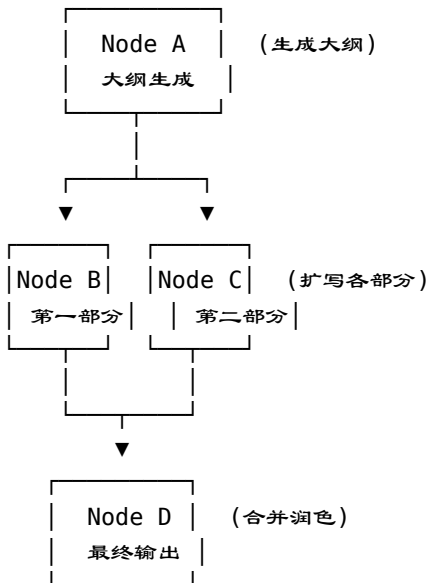 Node A (生成大纲)
大纲生成
Node B Node C (扩写各部分)
第一部分 第二部分
Node D (合并润色)
最终输出